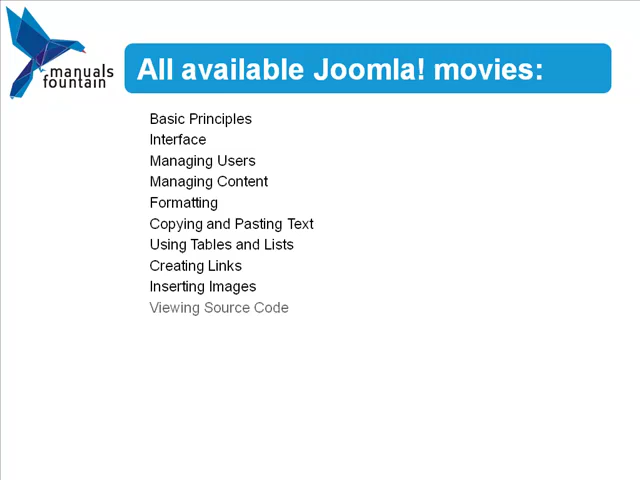 manuals
fountain
All available Joomla! movies:
Basic Principles
Interface
Managing Users
Managing Content
Formatting
Copying and Pasting Text
Using Tables and Lists
Creating Links
Inserting Images
Viewing Source Code